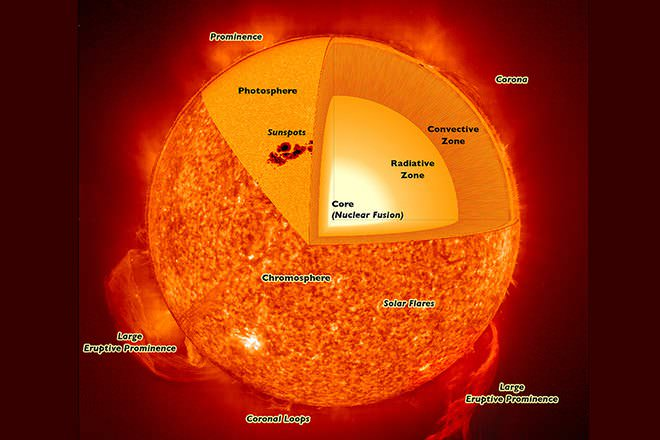 Prominence
Corona
Photosphere
Sunspots
Convective
Zone
Radiative
Zone
Core
(Nuclear Fusion)
Chromosphere
Solar Flares
Large
Eruptive Prominence
Large
Eruptive Prominence
Coronal Loops